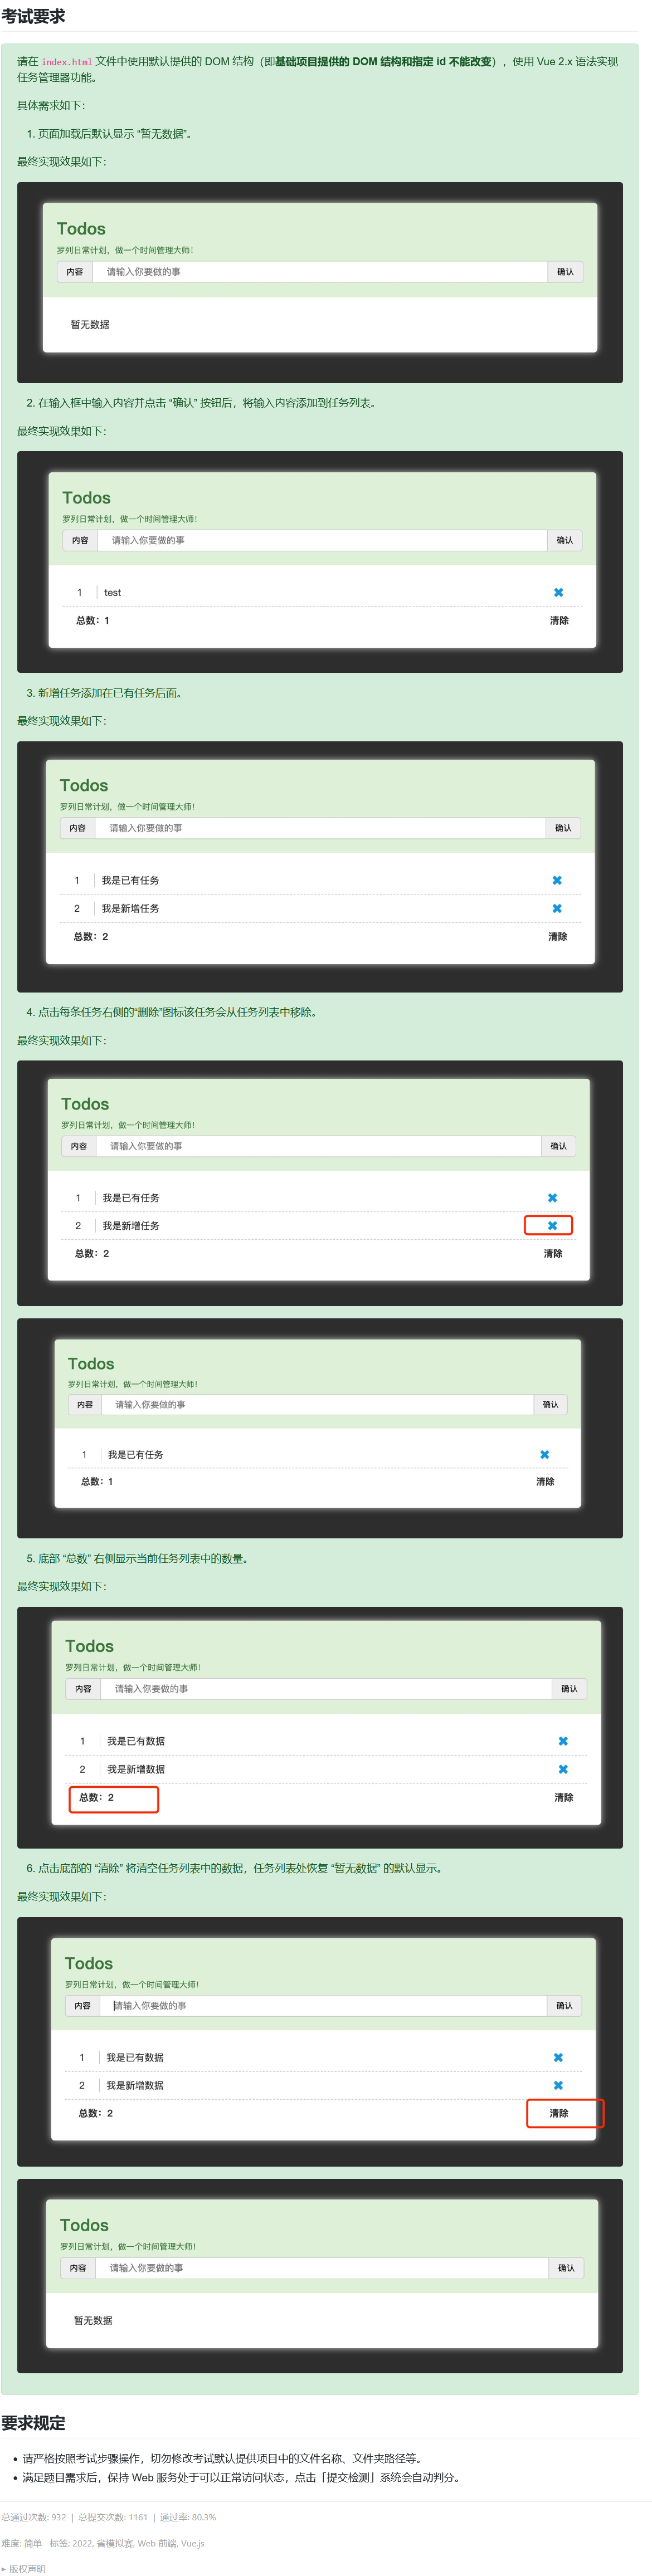 考试要求
请在 index.html 文件中使用默认提供的 DOM 结构（即基础项目提供的 DOM 结构和指定 id 不能改变），使用 Vue 2.x 语法实现
任务管理器功能。
具体需求如下：
1. 页面加载后默认显示 “暂无数据”。
最终实现效果如下：
Todos
罗列日常计划，做一个时间管理大师！
内容 请输入你要做的事 确认
暂无数据
2. 在输入框中输入内容并点击 “确认” 按钮后，将输入内容添加到任务列表。
最终实现效果如下：
Todos
罗列日常计划，做一个时间管理大师！
内容 请输入你要做的事 确认
1 test ✖
总数：1 清除
3. 新增任务添加在已有任务后面。
最终实现效果如下：
Todos
罗列日常计划，做一个时间管理大师！
内容 请输入你要做的事 确认
1 我是已有任务 ✖
2 我是新增任务 ✖
总数：2 清除
4. 点击每条任务右侧的“删除”图标该任务会从任务列表中移除。
最终实现效果如下：
Todos
罗列日常计划，做一个时间管理大师！
内容 请输入你要做的事 确认
1 我是已有任务 ✖
2 我是新增任务 ✖
总数：2 清除
Todos
罗列日常计划，做一个时间管理大师！
内容 请输入你要做的事 确认
1 我是已有任务 ✖
总数：1 清除
5. 底部 “总数” 右侧显示当前任务列表中的数量。
最终实现效果如下：
Todos
罗列日常计划，做一个时间管理大师！
内容 请输入你要做的事 确认
1 我是已有数据 ✖
2 我是新增数据 ✖
总数：2 清除
6. 点击底部的 “清除” 将清空任务列表中的数据，任务列表处恢复 “暂无数据” 的默认显示。
最终实现效果如下：
Todos
罗列日常计划，做一个时间管理大师！
内容 请输入你要做的事 确认
1 我是已有数据 ✖
2 我是新增数据 ✖
总数：2 清除
Todos
罗列日常计划，做一个时间管理大师！
内容 请输入你要做的事 确认
暂无数据
要求规定
• 请严格按照考试步骤操作，切勿修改考试默认提供项目中的文件名称、文件夹路径等。
• 满足题目需求后，保持 Web 服务处于可以正常访问状态，点击「提交检测」系统会自动判分。
总通过次数: 932 | 总提交次数: 1161 | 通过率: 80.3%
难度: 简单 标签: 2022, 省模拟赛, Web 前端, Vue.js
▸ 版权声明